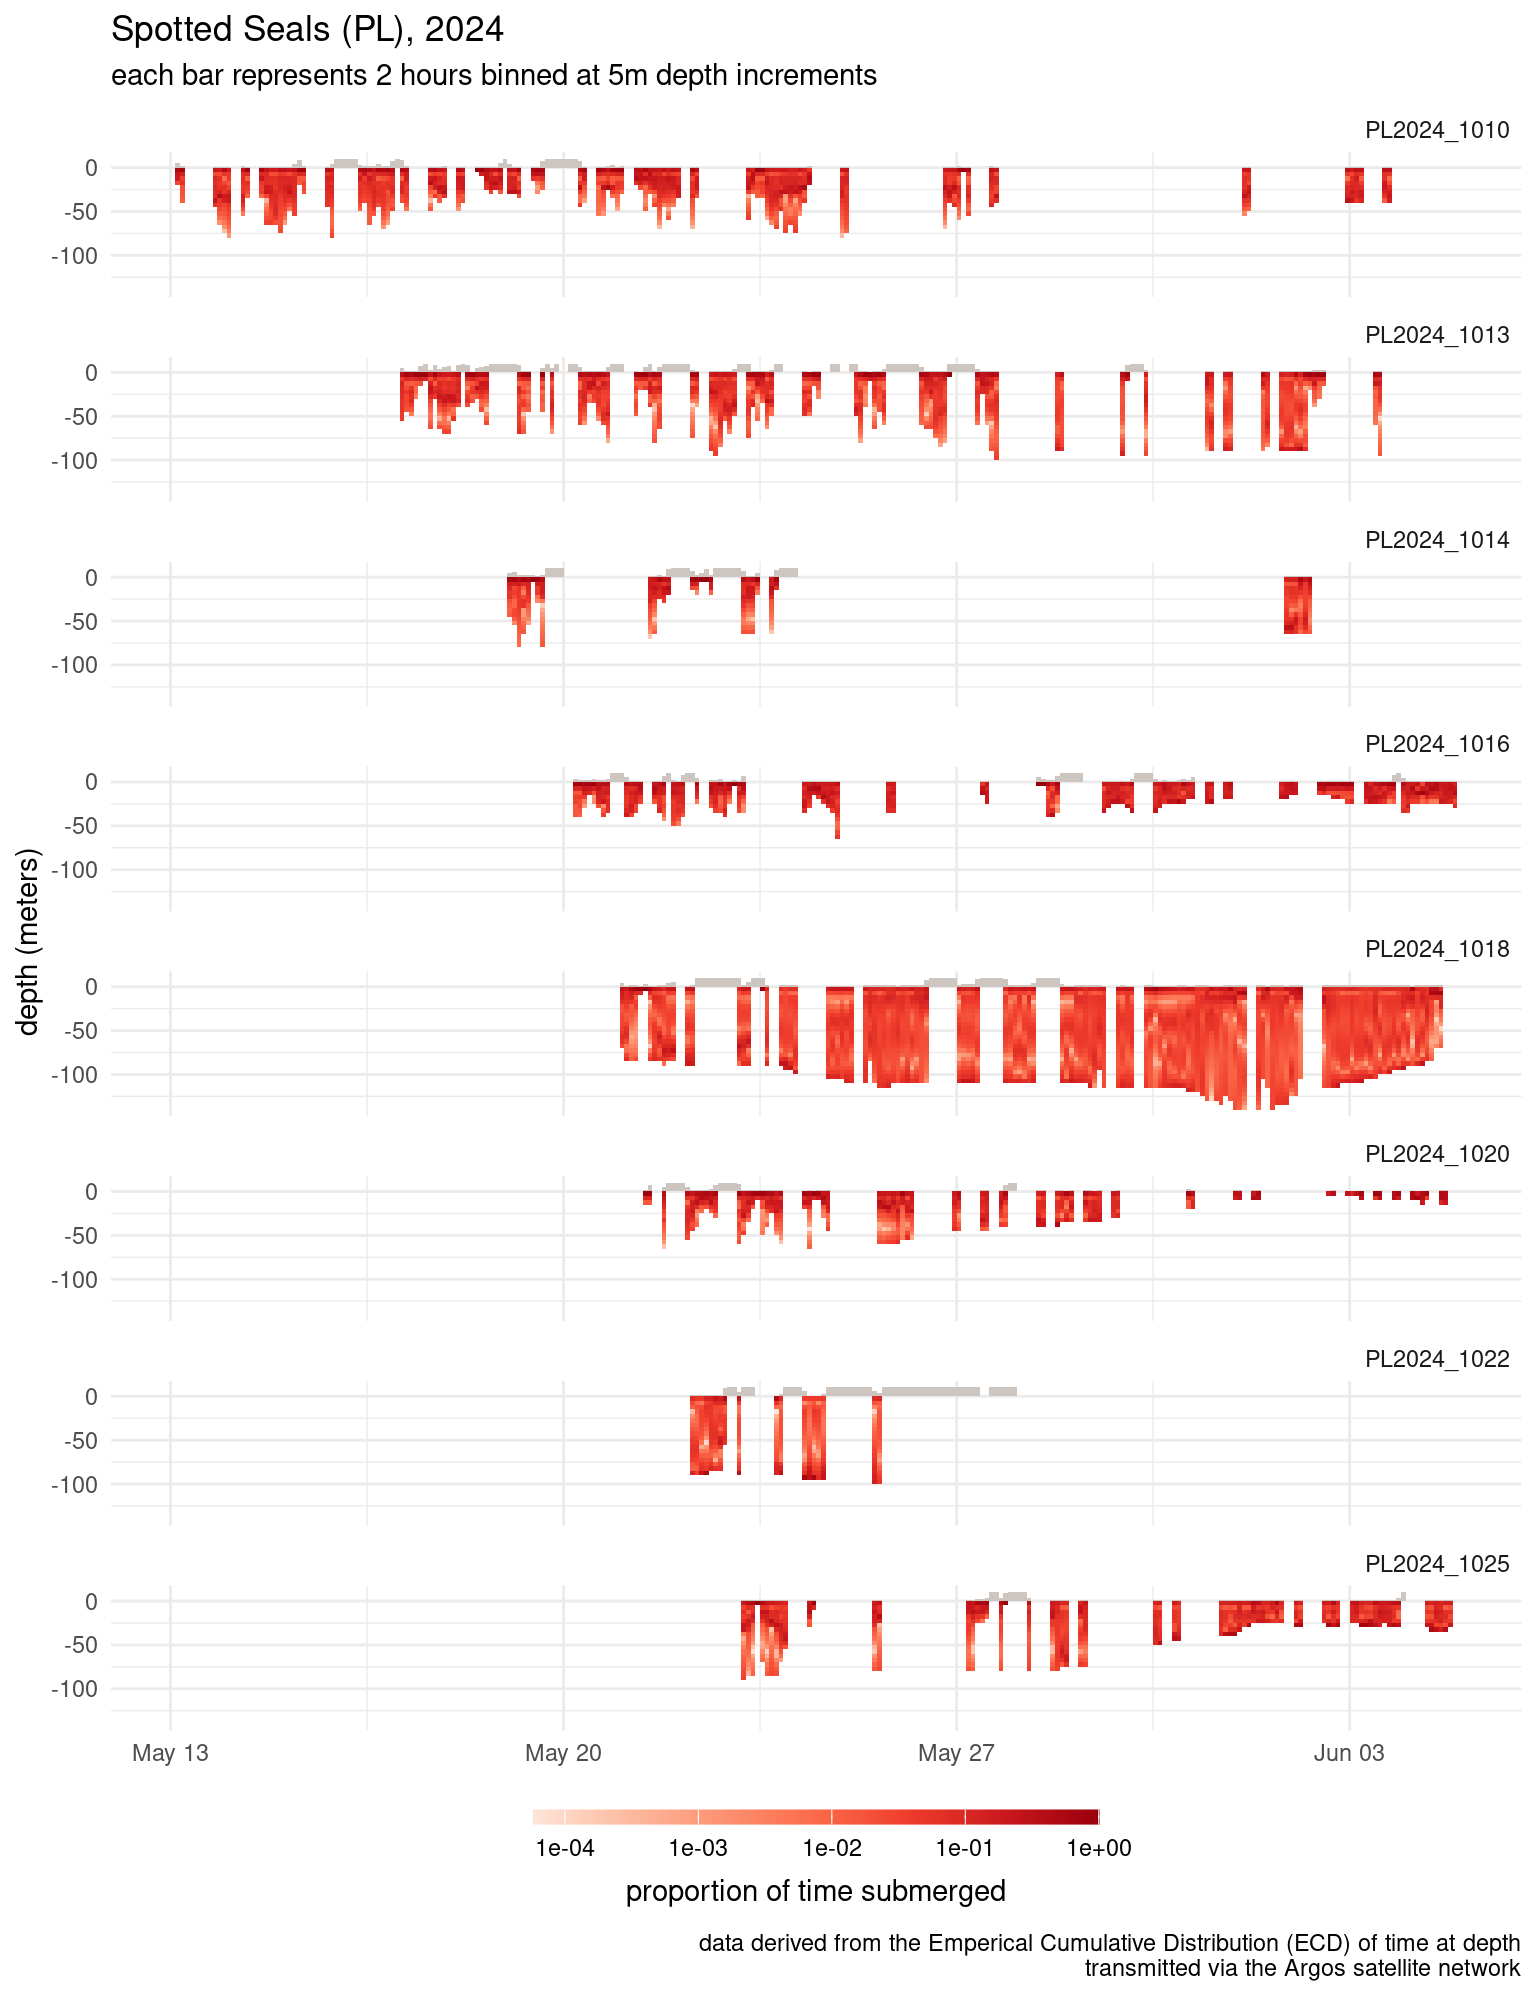 Spotted Seals (PL), 2024
each bar represents 2 hours binned at 5m depth increments
PL2024_1010
0
-50
-100
PL2024_1013
0
-50
-100
PL2024_1014
0
-50
-100
PL2024_1016
0
-50
-100
depth (meters)
PL2024_1018
0
-50
-100
PL2024_1020
0
-50
-100
PL2024_1022
0
-50
-100
PL2024_1025
0
-50
-100
May 13 May 20 May 27 Jun 03
1e-04 1e-03 1e-02 1e-01 1e+00
proportion of time submerged
data derived from the Emperical Cumulative Distribution (ECD) of time at depth
transmitted via the Argos satellite network